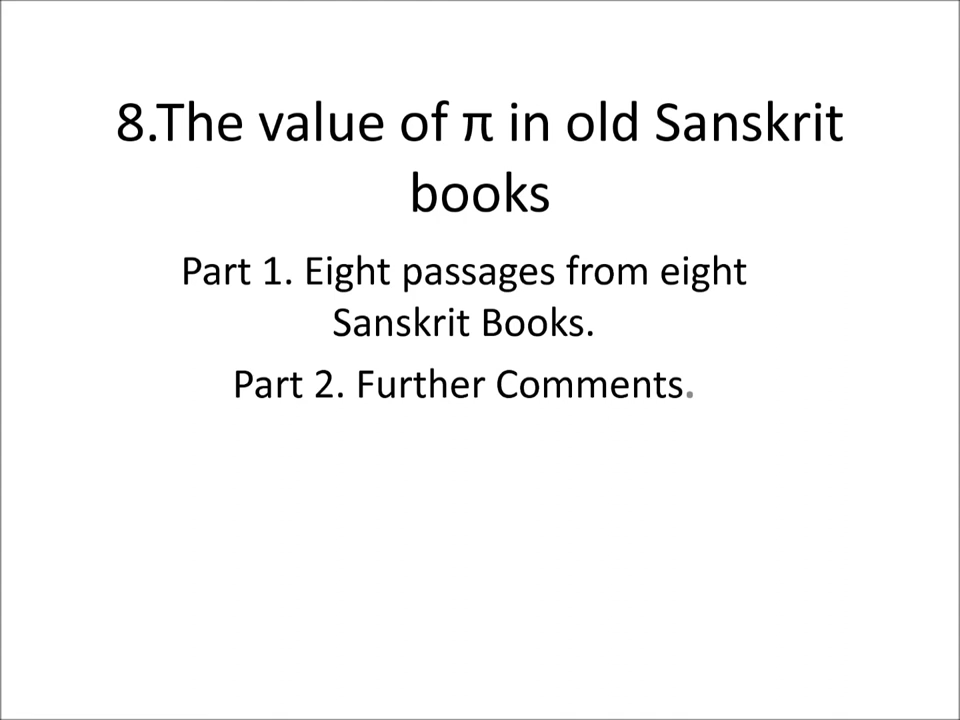 8.The value of π in old Sanskrit
books
Part 1. Eight passages from eight
Sanskrit Books.
Part 2. Further Comments.